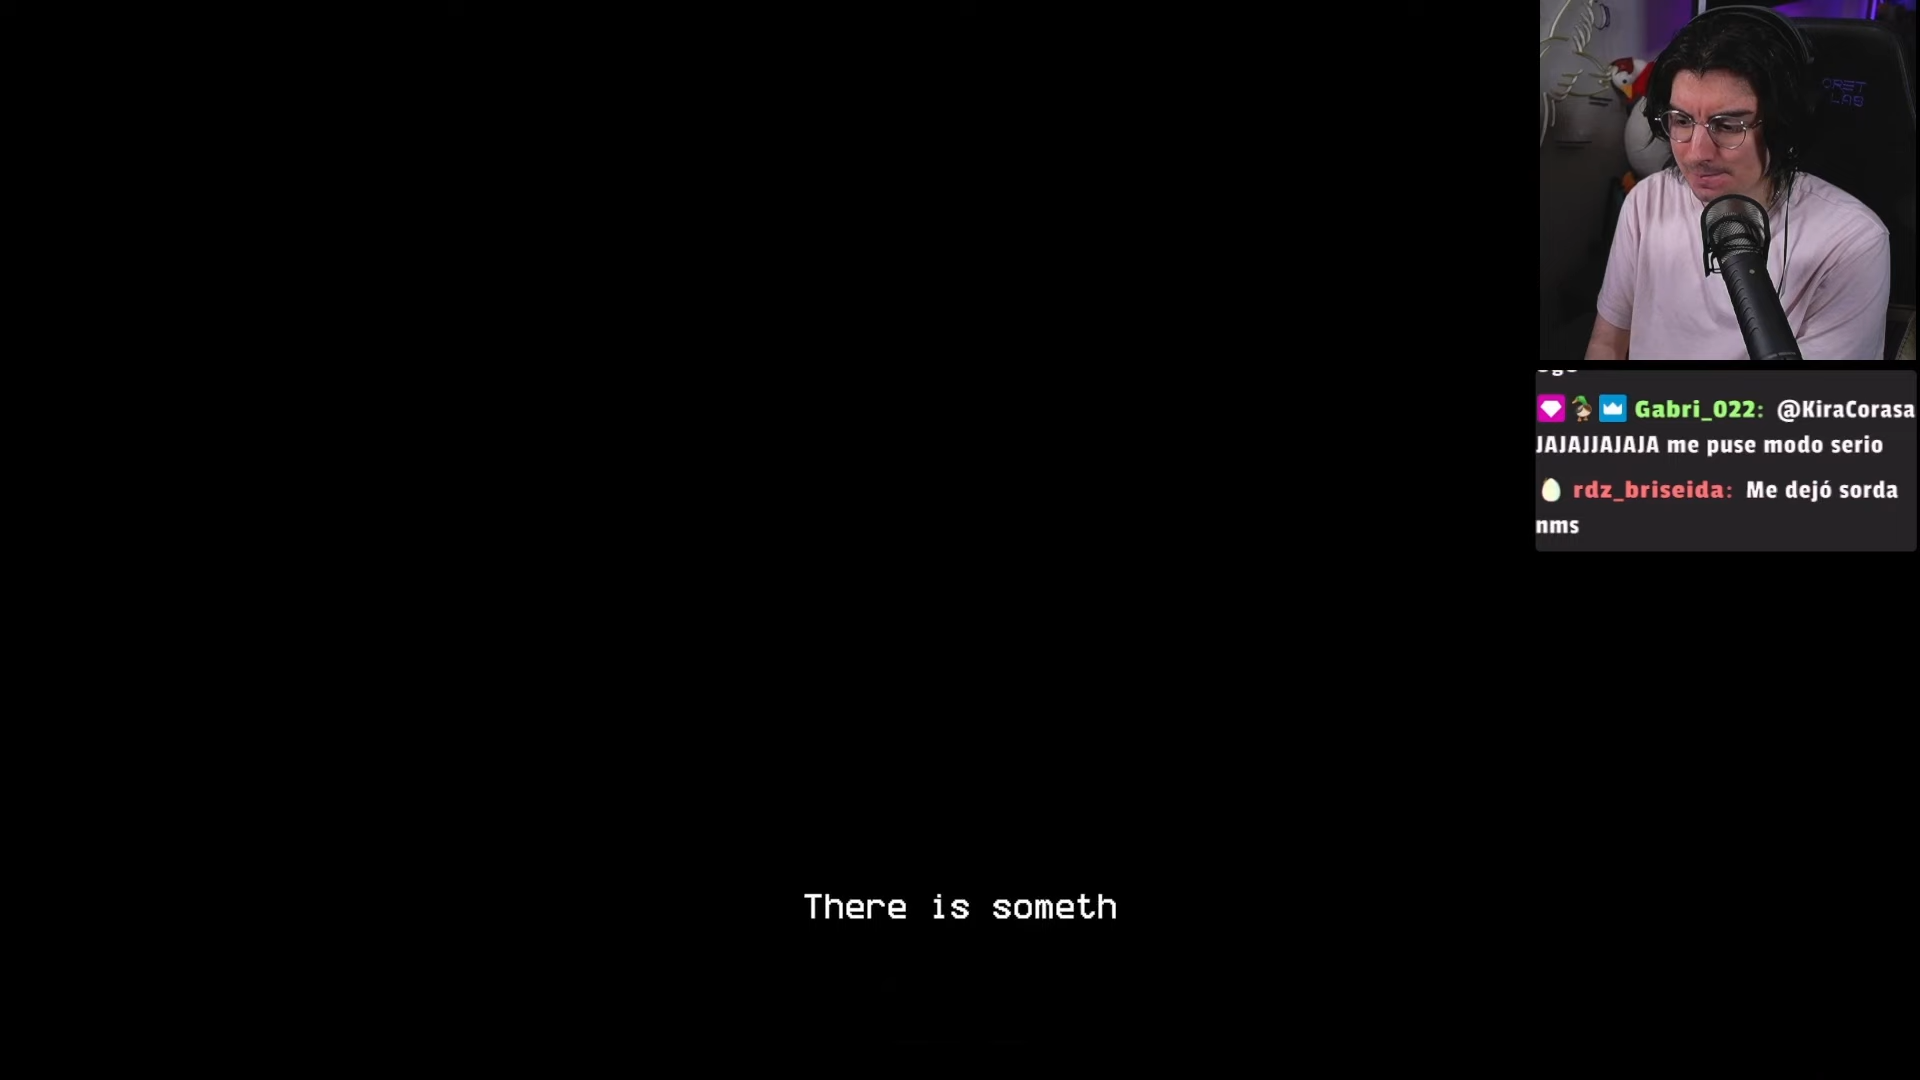 Gabri_022: @KiraCorasa
JAJAJJAJAJA me puse modo serio
rdz_briseida: Me dejó sorda
nms
There is someth